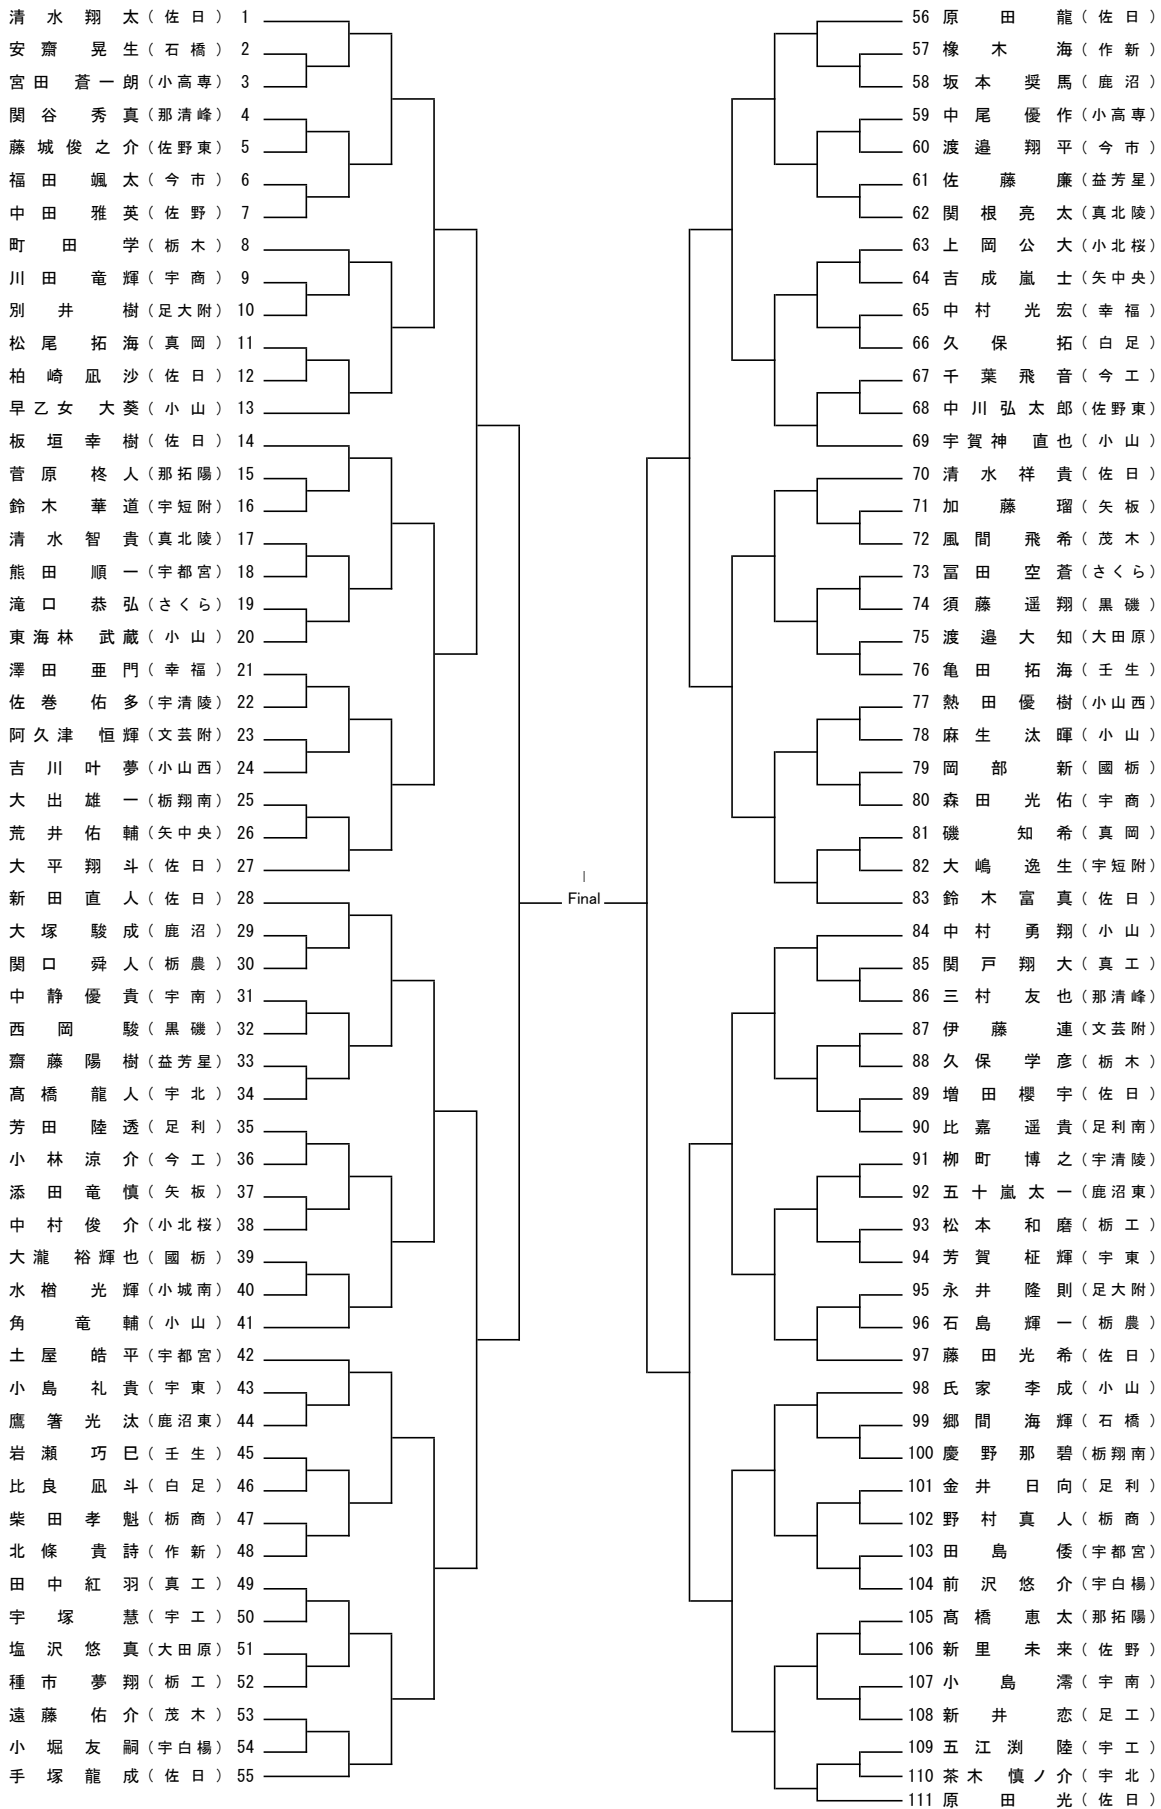 清水翔太(佐日) 1
安齋晃生(石橋) 2
宮田蒼一朗(小高専) 3
関谷秀真(那清峰) 4
藤城俊之介(佐野東) 5
福田颯太(今市) 6
中田雅英(佐野) 7
町田学(栃木) 8
川田竜輝(宇商) 9
別井樹(足大附) 10
松尾拓海(真岡) 11
柏崎凪沙(佐日) 12
早乙女大葵(小山) 13
板垣幸樹(佐日) 14
菅原柊人(那拓陽) 15
鈴木華道(宇短附) 16
清水智貴(真北陵) 17
熊田順一(宇都宮) 18
滝口恭弘(さくら) 19
東海林武蔵(小山) 20
澤田亜門(幸福) 21
佐巻佑多(宇清陵) 22
阿久津恒輝(文芸附) 23
吉川叶夢(小山西) 24
大出雄一(栃翔南) 25
荒井佑輔(矢中央) 26
大平翔斗(佐日) 27
新田直人(佐日) 28
大塚駿成(鹿沼) 29
関口舜人(栃農) 30
中静優貴(宇南) 31
西岡駿(黒磯) 32
齋藤陽樹(益芳星) 33
髙橋龍人(宇北) 34
芳田陸透(足利) 35
小林涼介(今工) 36
添田竜慎(矢板) 37
中村俊介(小北桜) 38
大瀧裕輝也(國栃) 39
水樽光輝(小城南) 40
角竜輔(小山) 41
土屋皓平(宇都宮) 42
小島礼貴(宇東) 43
鷹箸光汰(鹿沼東) 44
岩瀬巧巳(壬生) 45
比良凪斗(白足) 46
柴田孝魁(栃商) 47
北條貴詩(作新) 48
田中紅羽(真工) 49
宇塚慧(宇工) 50
塩沢悠真(大田原) 51
種市夢翔(栃工) 52
遠藤佑介(茂木) 53
小堀友嗣(宇白楊) 54
手塚龍成(佐日) 55
Final
56 原田龍(佐日)
57 橡木海(作新)
58 坂本奨馬(鹿沼)
59 中尾優作(小高専)
60 渡邉翔平(今市)
61 佐藤廉(益芳星)
62 関根亮太(真北陵)
63 上岡公大(小北桜)
64 吉成嵐士(矢中央)
65 中村光宏(幸福)
66 久保拓(白足)
67 千葉飛音(今工)
68 中川弘太郎(佐野東)
69 宇賀神直也(小山)
70 清水祥貴(佐日)
71 加藤瑠(矢板)
72 風間飛希(茂木)
73 冨田空蒼(さくら)
74 須藤遥翔(黒磯)
75 渡邉大知(大田原)
76 亀田拓海(壬生)
77 熱田優樹(小山西)
78 麻生汰暉(小山)
79 岡部新(國栃)
80 森田光佑(宇商)
81 磯知希(真岡)
82 大嶋逸生(宇短附)
83 鈴木富真(佐日)
84 中村勇翔(小山)
85 関戸翔大(真工)
86 三村友也(那清峰)
87 伊藤連(文芸附)
88 久保学彦(栃木)
89 増田櫻宇(佐日)
90 比嘉遥貴(足利南)
91 栁町博之(宇清陵)
92 五十嵐太一(鹿沼東)
93 松本和磨(栃工)
94 芳賀柾輝(宇東)
95 永井隆則(足大附)
96 石島輝一(栃農)
97 藤田光希(佐日)
98 氏家李成(小山)
99 郷間海輝(石橋)
100 慶野那碧(栃翔南)
101 金井日向(足利)
102 野村真人(栃商)
103 田島倭(宇都宮)
104 前沢悠介(宇白楊)
105 髙橋恵太(那拓陽)
106 新里未来(佐野)
107 小島澪(宇南)
108 新井恋(足工)
109 五江渕陸(宇工)
110 茶木慎ノ介(宇北)
111 原田光(佐日)